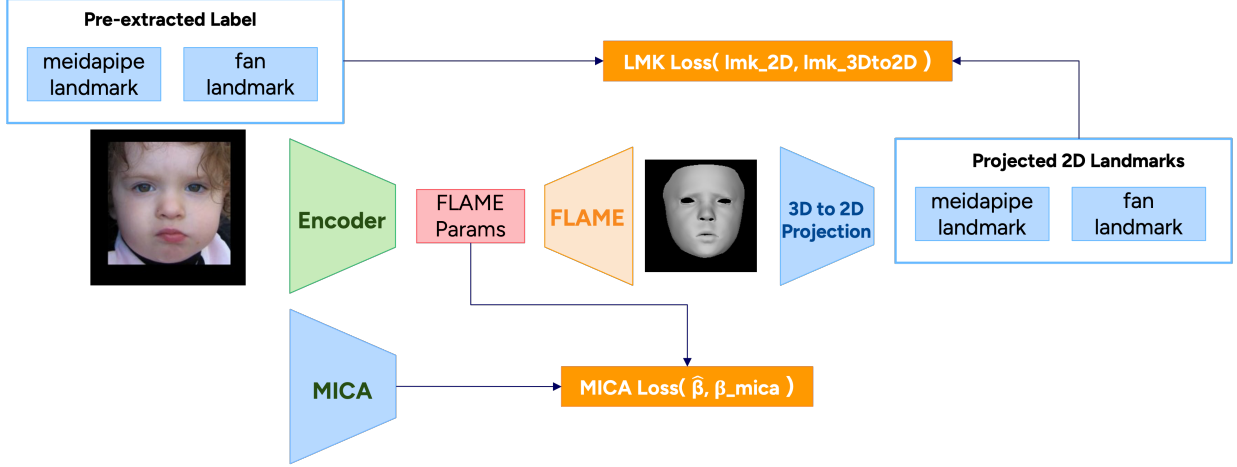 Pre-extracted Label
meidapipe
landmark
fan
landmark
LMK Loss( lmk_2D, lmk_3Dto2D )
Encoder
FLAME
Params
FLAME
3D to 2D
Projection
Projected 2D Landmarks
meidapipe
landmark
fan
landmark
MICA
MICA Loss( β̂, β_mica )